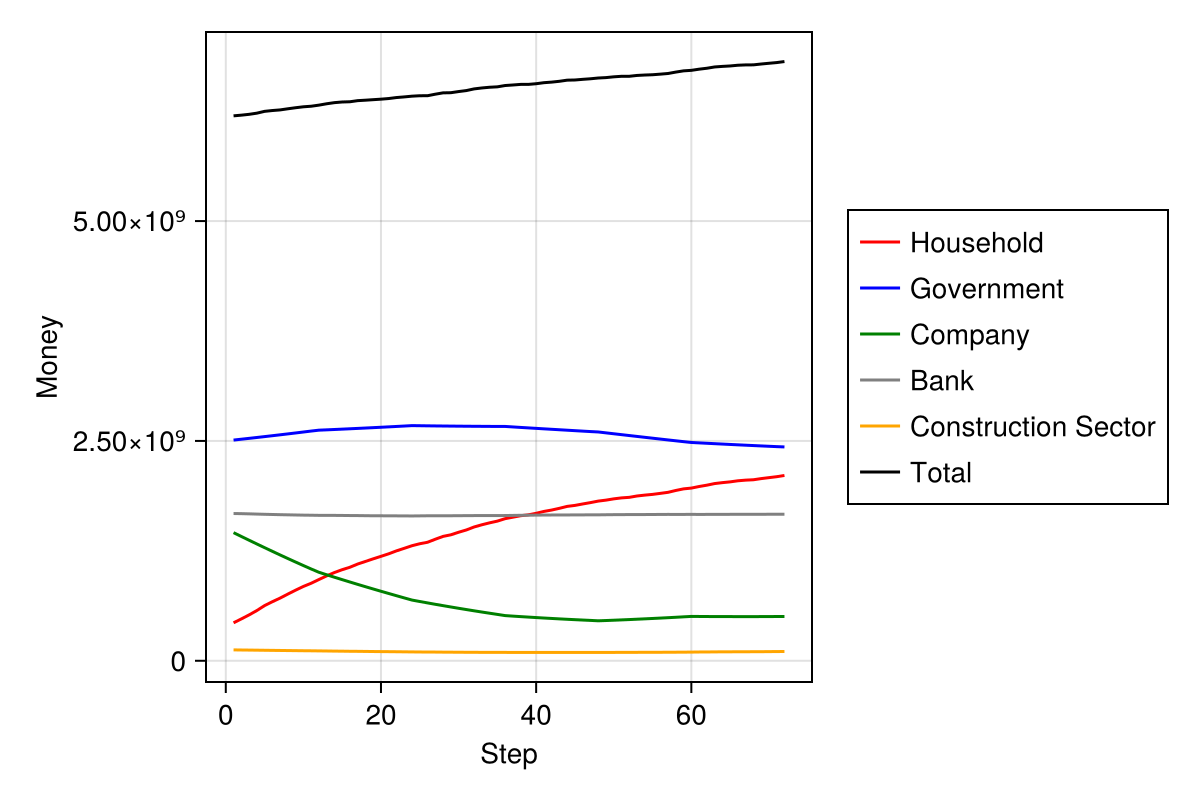 5.00×10⁹
2.50×10⁹
0
Money
0 20 40 60
Step
Household
Government
Company
Bank
Construction Sector
Total